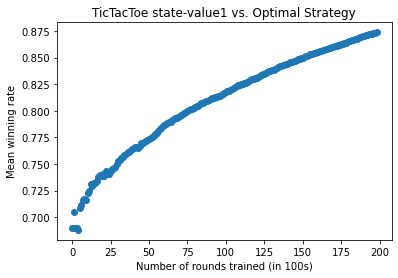 TicTacToe state-value1 vs. Optimal Strategy
0.875
0.850
0.825
0.800
0.775
0.750
0.725
0.700
Mean winning rate
0 25 50 75 100 125 150 175 200
Number of rounds trained (in 100s)